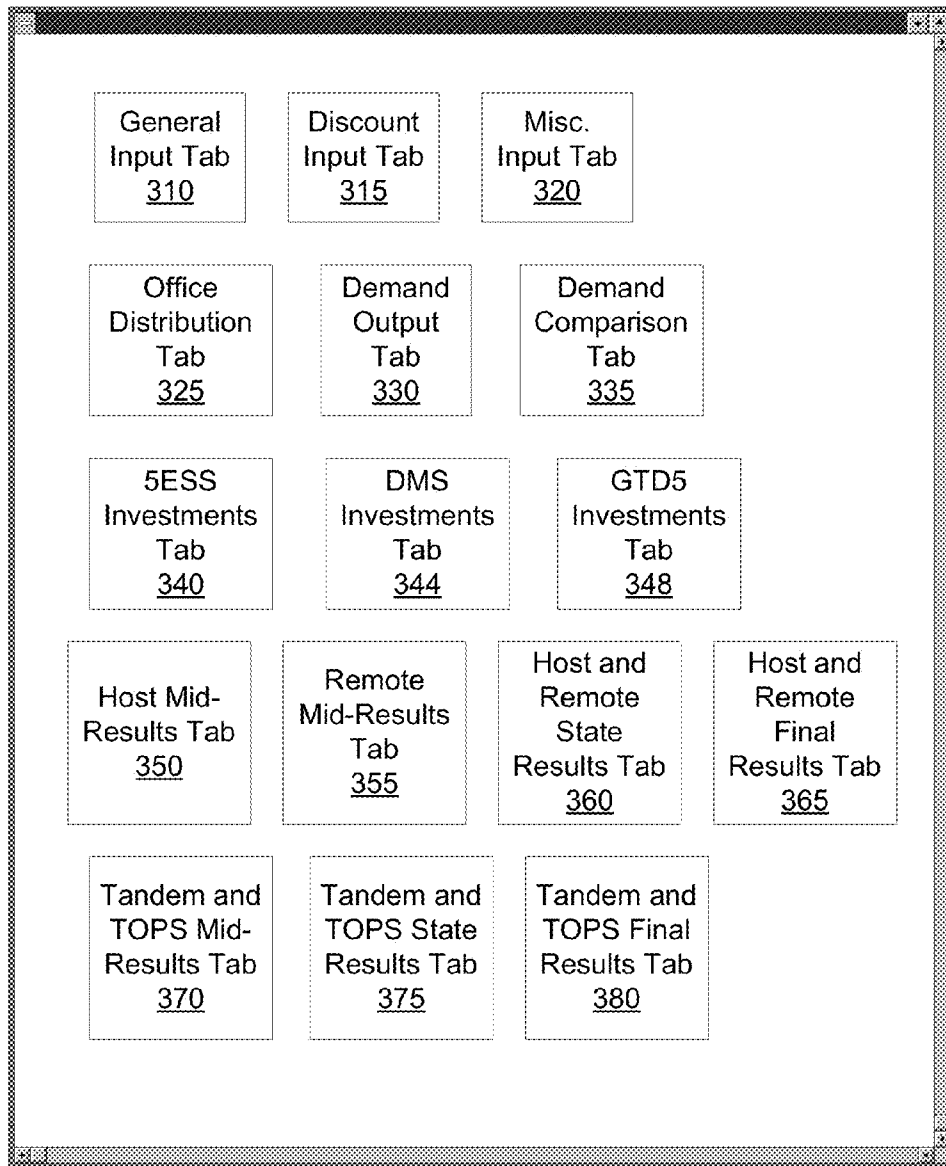 General
Input Tab
310
Discount
Input Tab
315
Misc.
Input Tab
320
Office
Distribution
Tab
325
Demand
Output
Tab
330
Demand
Comparison
Tab
335
5ESS
Investments
Tab
340
DMS
Investments
Tab
344
GTD5
Investments
Tab
348
Host Mid-
Results Tab
350
Remote
Mid-Results
Tab
355
Host and
Remote
State
Results Tab
360
Host and
Remote
Final
Results Tab
365
Tandem and
TOPS Mid-
Results Tab
370
Tandem and
TOPS State
Results Tab
375
Tandem and
TOPS Final
Results Tab
380